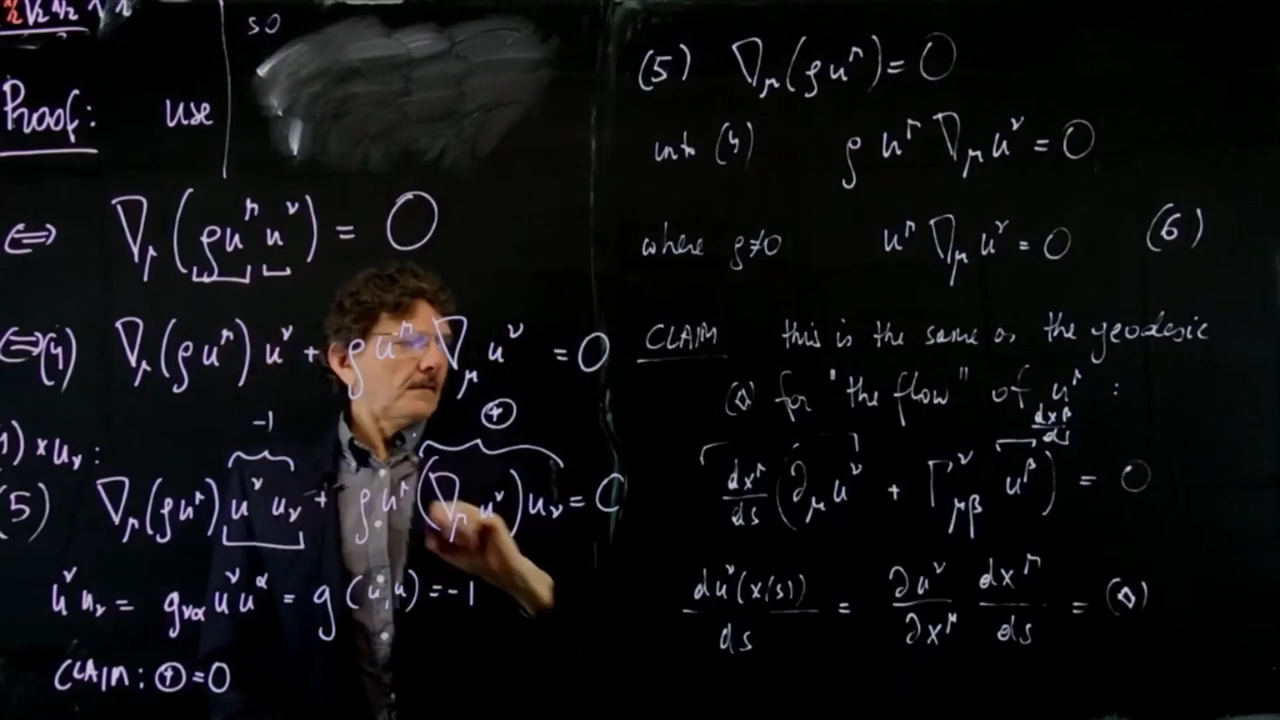 so
Proof: use
⇔ ∇_μ (ρu^μ u^ν) = 0
⇔(4) ∇_μ (ρu^μ) u^ν + ρu^μ ∇_μ u^ν = 0
) × u_ν :
-1 (+)
(5) ∇_μ (ρu^μ) u^ν u_ν + ρu^μ (∇_μ u^ν) u_ν = 0
u^ν u_ν = g_να u^ν u^α = g(u,u) = -1
CLAIM: (+) = 0
(5) ∇_μ (ρu^μ) = 0
into (4) ρ u^μ ∇_μ u^ν = 0
where ρ≠0 u^μ ∇_μ u^ν = 0 (6)
CLAIM this is the same as the geodesic
for "the flow" of u^μ :
dx^β/ds
dx^μ/ds (∂_μ u^ν + Γ^ν_μβ u^β) = 0
du^ν(x(s))/ds = ∂u^ν/∂x^μ dx^μ/ds = (◊)